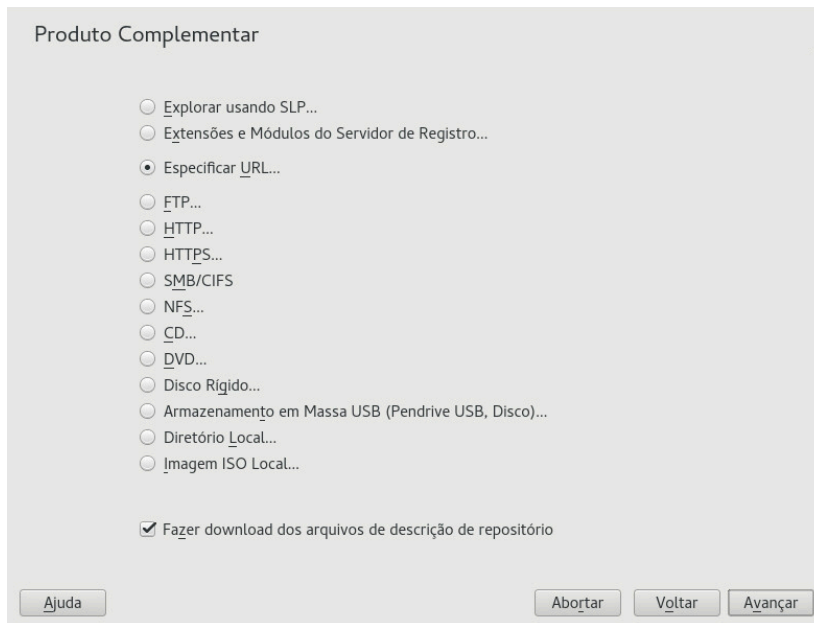 Produto Complementar
Explorar usando SLP...
Extensões e Módulos do Servidor de Registro...
Especificar URL...
FTP...
HTTP...
HTTPS...
SMB/CIFS
NFS...
CD...
DVD...
Disco Rígido...
Armazenamento em Massa USB (Pendrive USB, Disco)...
Diretório Local...
Imagem ISO Local...
Fazer download dos arquivos de descrição de repositório
Ajuda Abortar Voltar Avançar